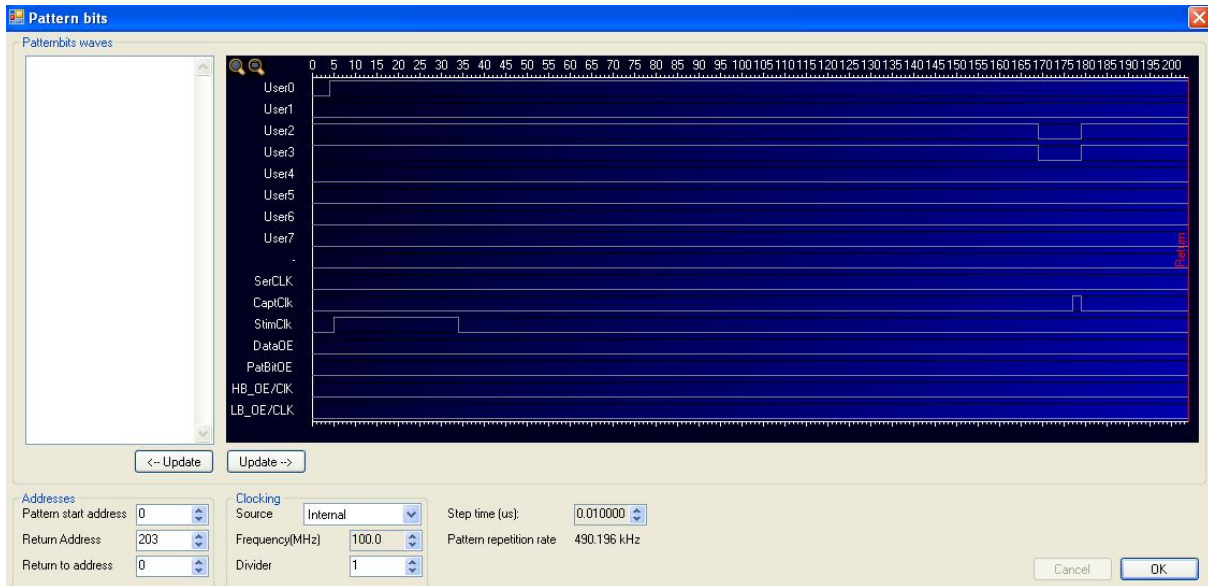 Pattern bits
Patternbits waves
0 5 10 15 20 25 30 35 40 45 50 55 60 65 70 75 80 85 90 95 100 105 110 115 120 125 130 135 140 145 150 155 160 165 170 175 180 185 190 195 200
User0
User1
User2
User3
User4
User5
User6
User7
-
SerCLK
CaptClk
StimClk
DataOE
PatBitOE
HB_OE/ClK
LB_OE/CLK
Return
<-- Update
Update -->
Addresses
Pattern start address 0
Return Address 203
Return to address 0
Clocking
Source Internal
Frequency(MHz) 100.0
Divider 1
Step time (us): 0.010000
Pattern repetition rate 490.196 kHz
Cancel
OK